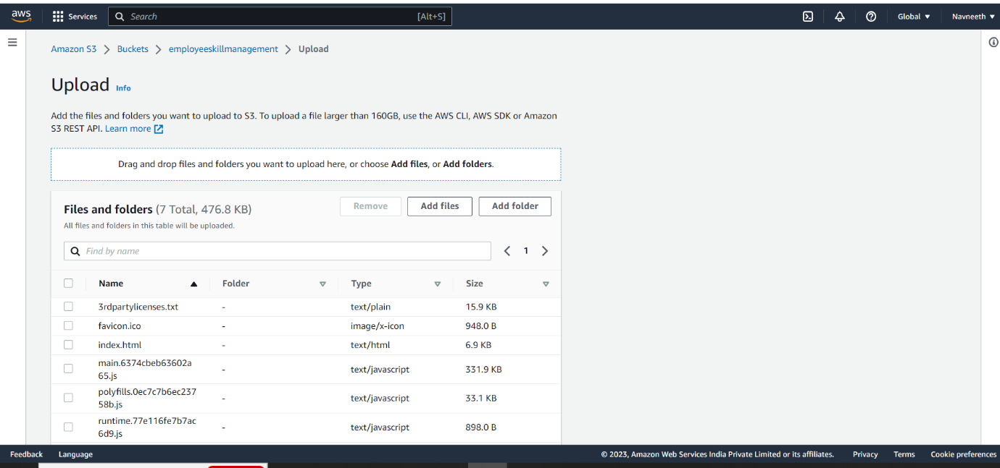 aws
Services
Search
[Alt+S]
Global
Navneeth
Amazon S3
Buckets
employeeskillmanagement
Upload
Upload
Info
Add the files and folders you want to upload to S3. To upload a file larger than 160GB, use the AWS CLI, AWS SDK or Amazon
S3 REST API. Learn more
Drag and drop files and folders you want to upload here, or choose Add files, or Add folders.
Files and folders (7 Total, 476.8 KB)
Remove
Add files
Add folder
All files and folders in this table will be uploaded.
Find by name
1
Name
Folder
Type
Size
3rdpartylicenses.txt
-
text/plain
15.9 KB
favicon.ico
-
image/x-icon
948.0 B
index.html
-
text/html
6.9 KB
main.6374cbeb63602a
65.js
-
text/javascript
331.9 KB
polyfills.0ec7c7b6ec237
58b.js
-
text/javascript
33.1 KB
runtime.77e116fe7b7ac
6d9.js
-
text/javascript
898.0 B
Feedback
Language
© 2023, Amazon Web Services India Private Limited or its affiliates.
Privacy
Terms
Cookie preferences